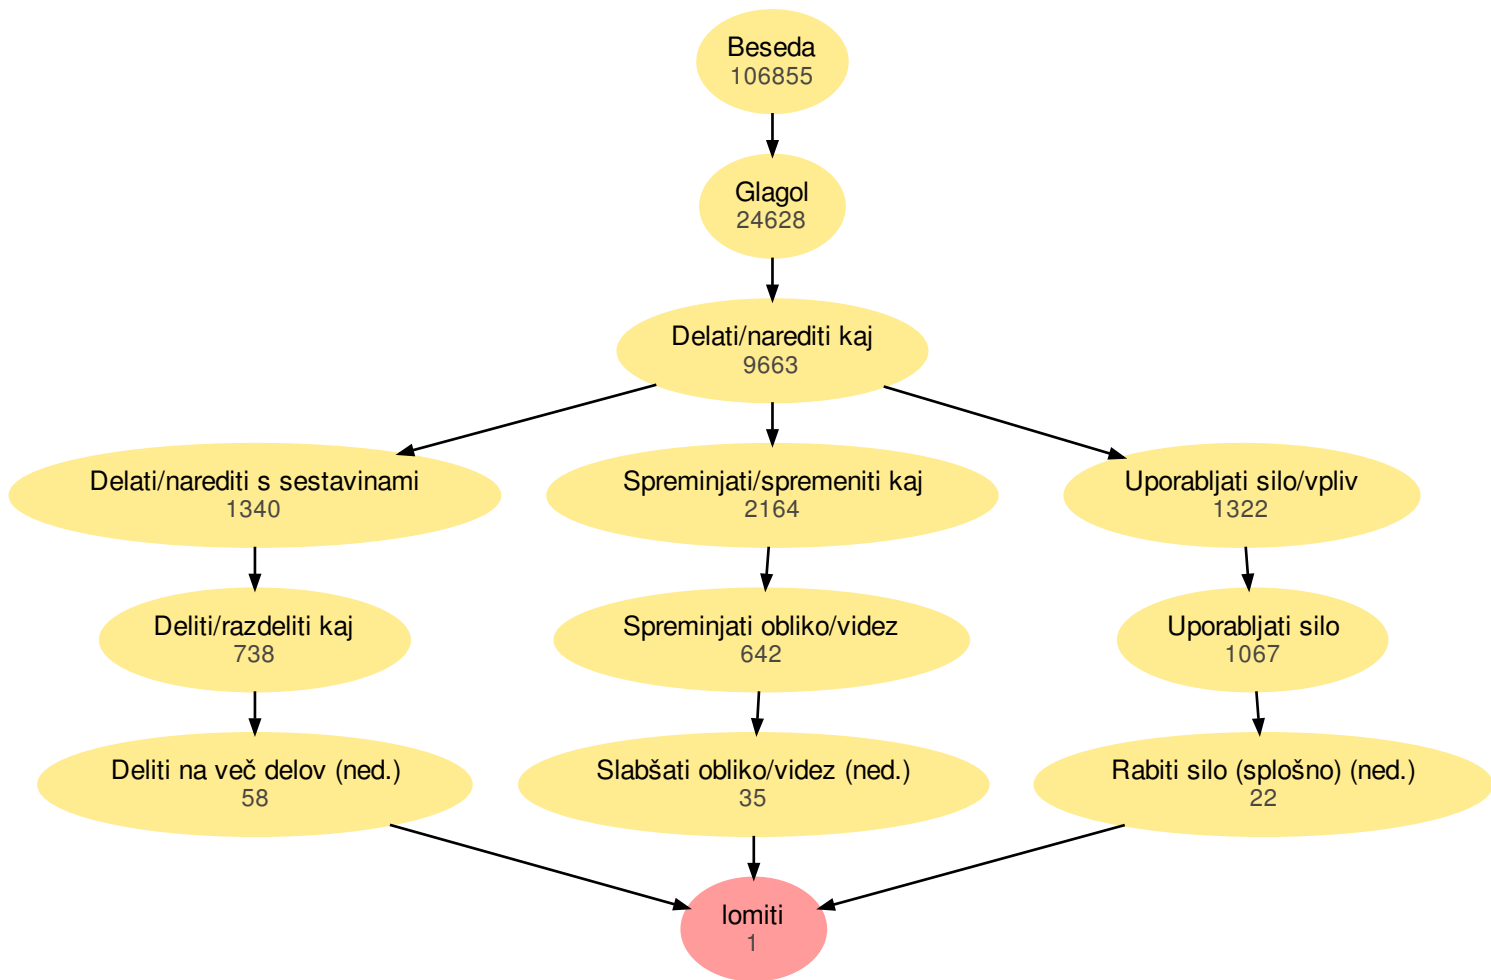 Beseda
106855
Glagol
24628
Delati/narediti kaj
9663
Delati/narediti s sestavinami
1340
Spreminjati/spremeniti kaj
2164
Uporabljati silo/vpliv
1322
Deliti/razdeliti kaj
738
Spreminjati obliko/videz
642
Uporabljati silo
1067
Deliti na več delov (ned.)
58
Slabšati obliko/videz (ned.)
35
Rabiti silo (splošno) (ned.)
22
lomiti
1